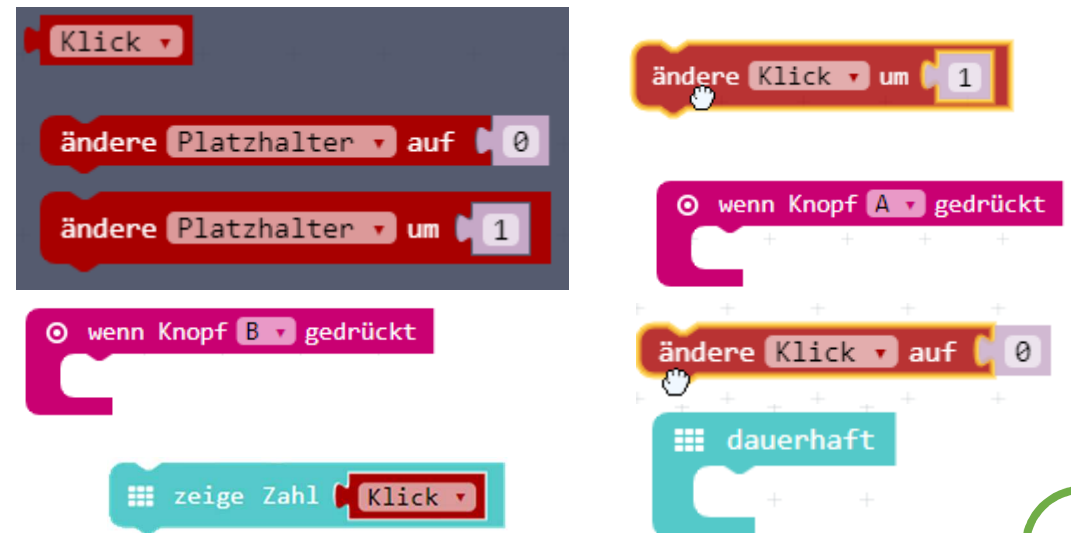 Klick
ändere Platzhalter auf 0
ändere Platzhalter um 1
wenn Knopf B gedrückt
zeige Zahl Klick
ändere Klick um 1
wenn Knopf A gedrückt
ändere Klick auf 0
dauerhaft